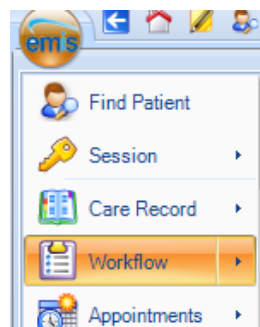 emis
Find Patient
Session
Care Record
Workflow
Appointments